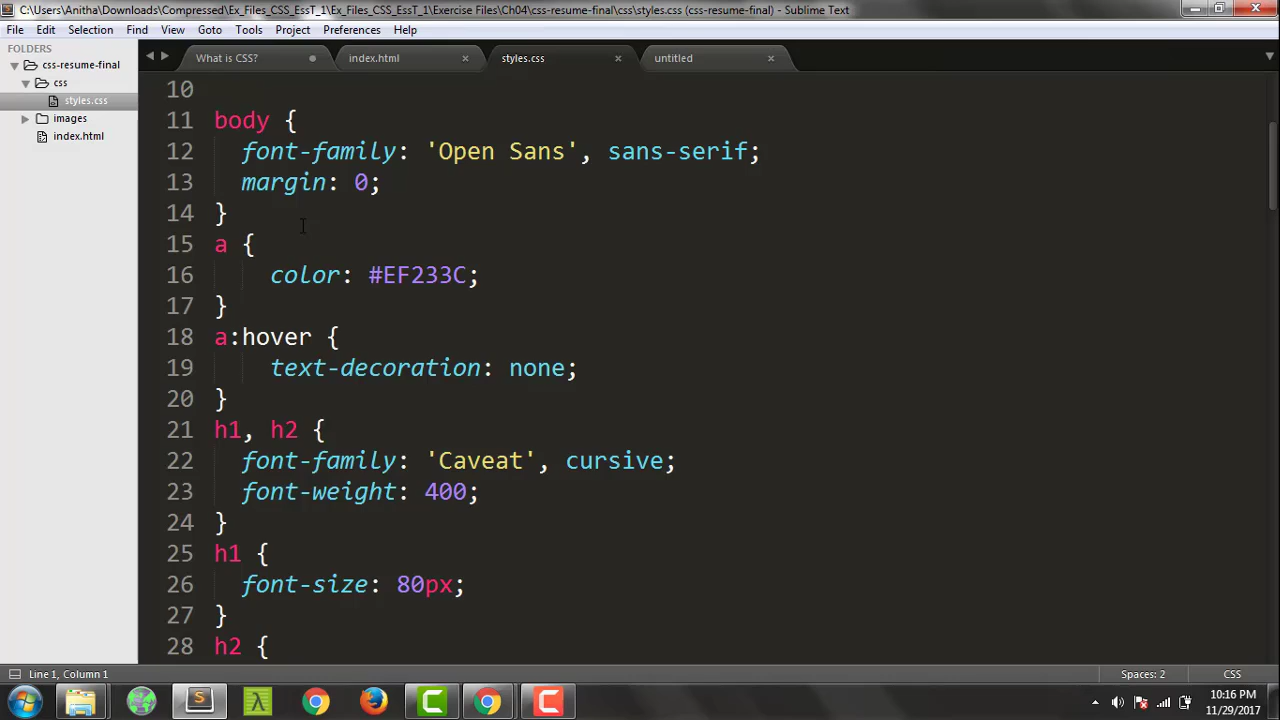 C:\Users\Anitha\Downloads\Compressed\Ex_Files_CSS_EssT_1\Ex_Files_CSS_EssT_1\Exercise Files\Ch04\css-resume-final\css\styles.css (css-resume-final) - Sublime Text
File Edit Selection View Goto Tools Project Preferences Help
FOLDERS
css-resume-final
css
styles.css
images
index.html
What is CSS? index.html styles.css untitled
10
11 body {
12 font-family: 'Open Sans', sans-serif;
13 margin: 0;
14 }
15 a {
16 color: #EF233C;
17 }
18 a:hover {
19 text-decoration: none;
20 }
21 h1, h2 {
22 font-family: 'Caveat', cursive;
23 font-weight: 400;
24 }
25 h1 {
26 font-size: 80px;
27 }
28 h2 {
Line 1, Column 1 Spaces: 2 CSS
10:16 PM
11/29/2017